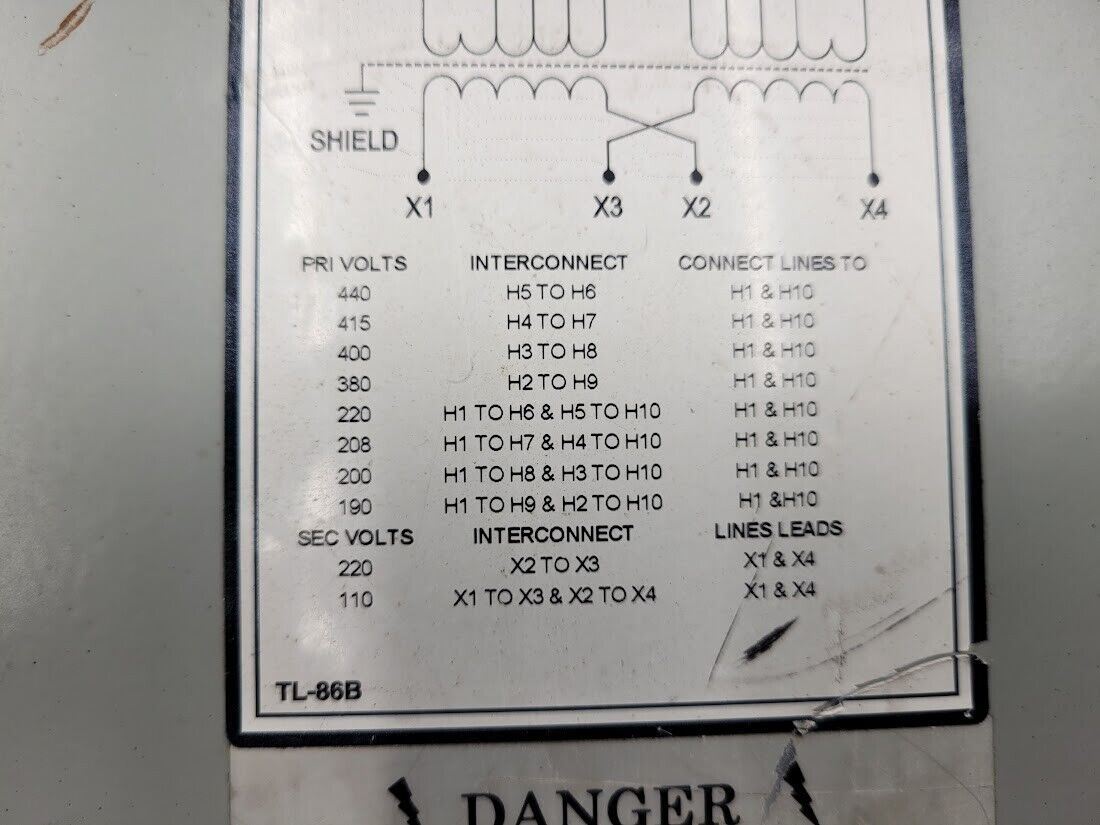 SHIELD
X1 X3 X2 X4
PRI VOLTS INTERCONNECT CONNECT LINES TO
440 H5 TO H6 H1 & H10
415 H4 TO H7 H1 & H10
400 H3 TO H8 H1 & H10
380 H2 TO H9 H1 & H10
220 H1 TO H6 & H5 TO H10 H1 & H10
208 H1 TO H7 & H4 TO H10 H1 & H10
200 H1 TO H8 & H3 TO H10 H1 & H10
190 H1 TO H9 & H2 TO H10 H1 &H10
SEC VOLTS INTERCONNECT LINES LEADS
220 X2 TO X3 X1 & X4
110 X1 TO X3 & X2 TO X4 X1 & X4
TL-86B
DANGER